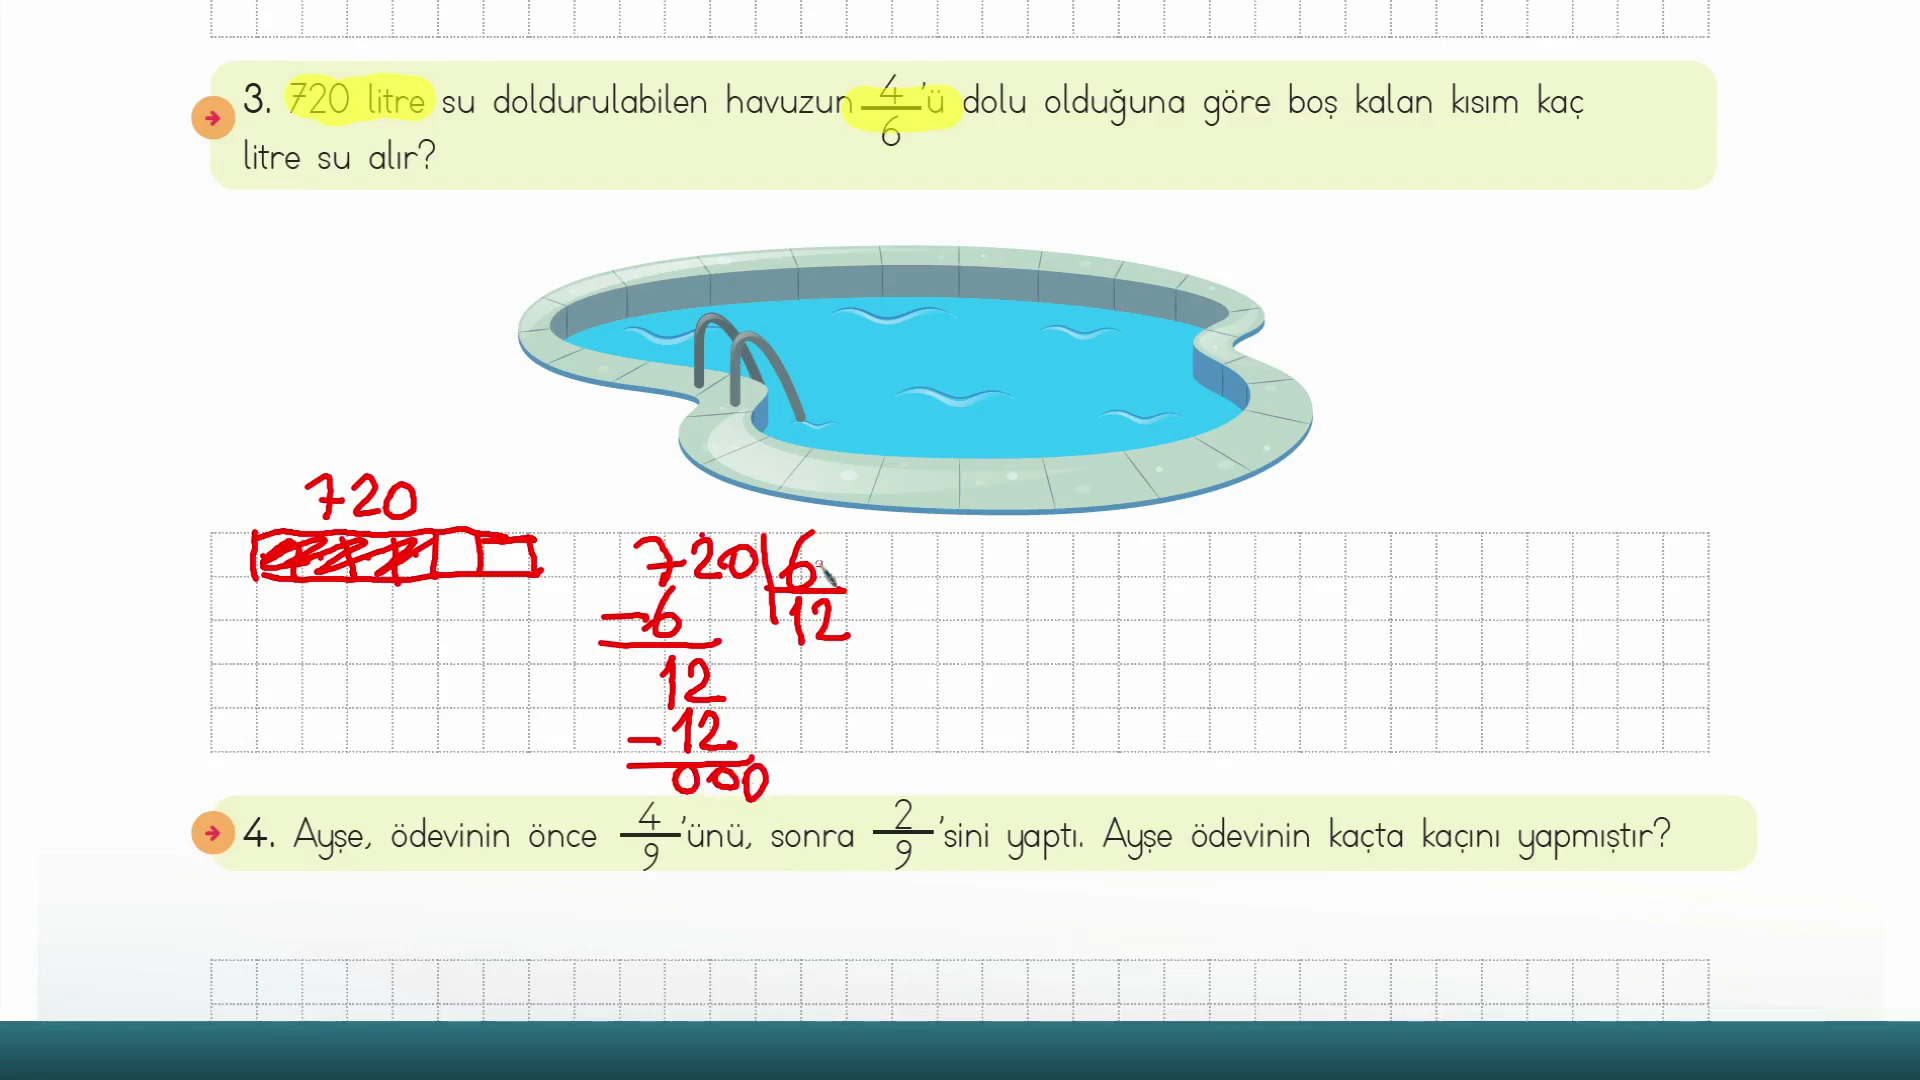 3. 720 litre su doldurulabilen havuzun 4/6'ü dolu olduğuna göre boş kalan kısım kaç
litre su alır?
720
720 6
-6 12
12
-12
000
4. Ayşe, ödevinin önce 4/9'ünü, sonra 2/9'sini yaptı. Ayşe ödevinin kaçta kaçını yapmıştır?